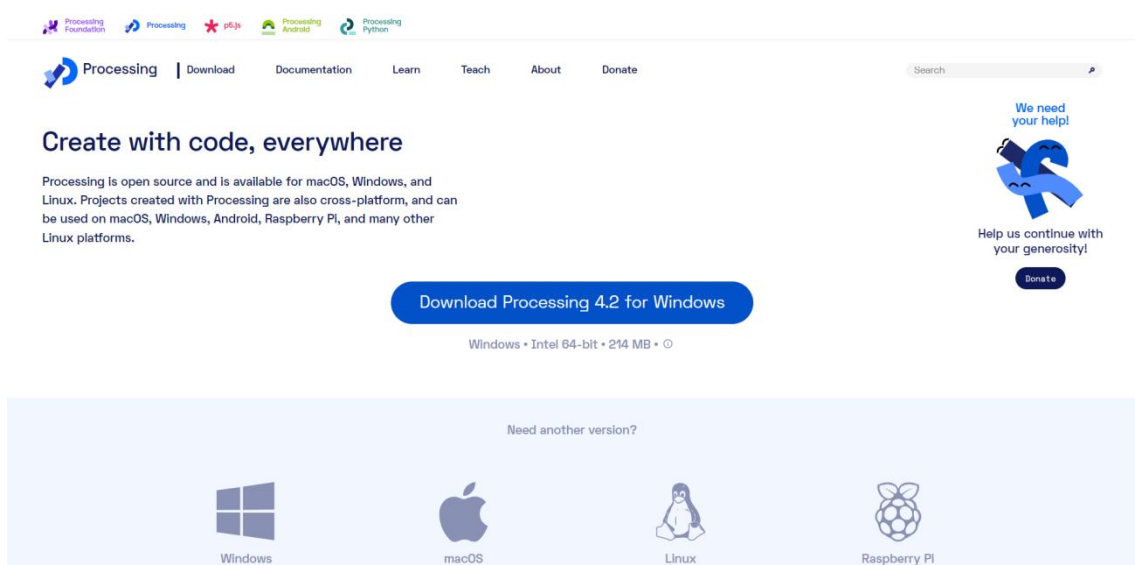 Processing Foundation
Processing
p5.js
Processing Android
Processing Python
Processing
Download
Documentation
Learn
Teach
About
Donate
Search
We need
your help!
Create with code, everywhere
Processing is open source and is available for macOS, Windows, and
Linux. Projects created with Processing are also cross-platform, and can
be used on macOS, Windows, Android, Raspberry Pi, and many other
Linux platforms.
Help us continue with
your generosity!
Donate
Download Processing 4.2 for Windows
Windows • Intel 64-bit • 214 MB •
Need another version?
Windows
macOS
Linux
Raspberry Pi